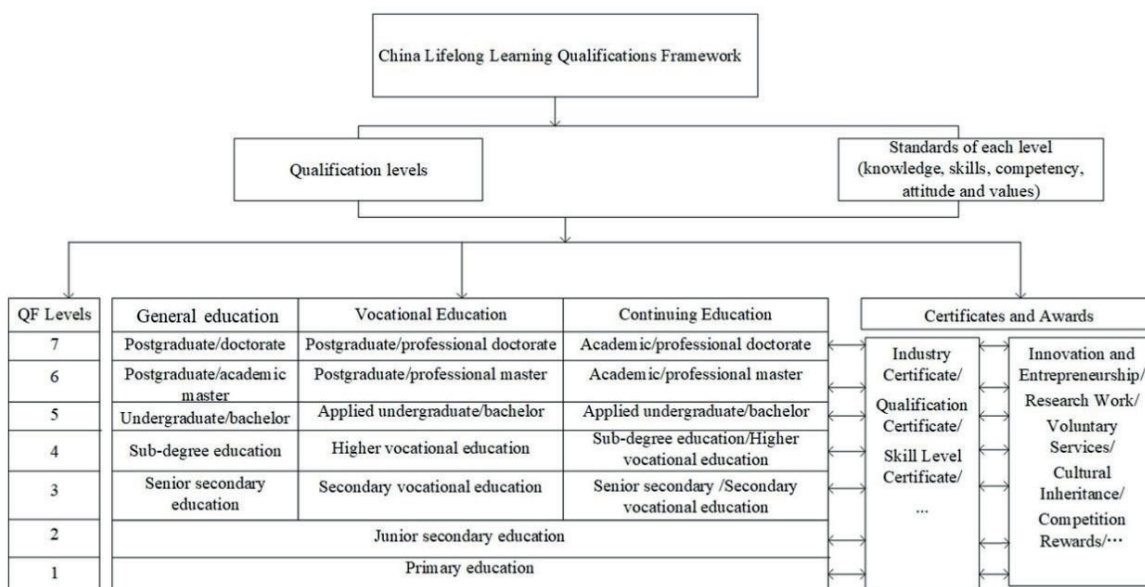 China Lifelong Learning Qualifications Framework
Qualification levels
Standards of each level
(knowledge, skills, competency,
attitude and values)
QF Levels
General education
Vocational Education
Continuing Education
Certificates and Awards
7
Postgraduate/doctorate
Postgraduate/professional doctorate
Academic/professional doctorate
6
Postgraduate/academic
master
Postgraduate/professional master
Academic/professional master
5
Undergraduate/bachelor
Applied undergraduate/bachelor
Applied undergraduate/bachelor
4
Sub-degree education
Higher vocational education
Sub-degree education/Higher
vocational education
3
Senior secondary
education
Secondary vocational education
Senior secondary /Secondary
vocational education
2
Junior secondary education
1
Primary education
Industry
Certificate/
Qualification
Certificate/
Skill Level
Certificate/
...
Innovation and
Entrepreneurship/
Research Work/
Voluntary
Services/
Cultural
Inheritance/
Competition
Rewards/···